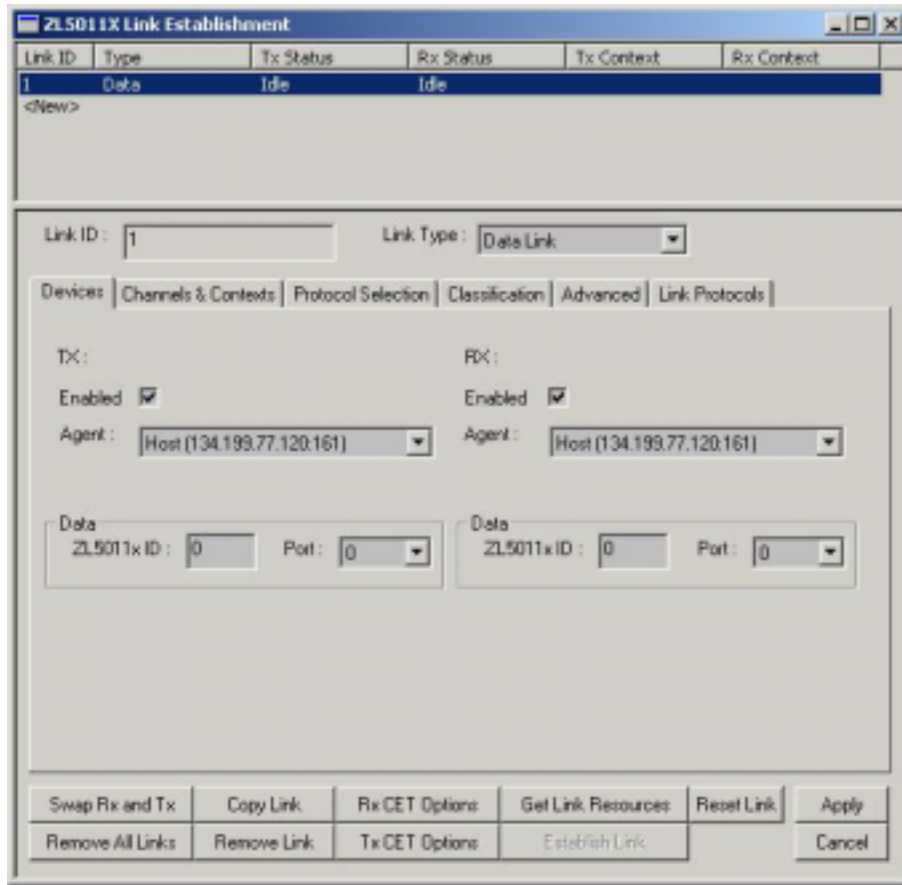 ZL5011X Link Establishment
Link ID Type Tx Status Rx Status Tx Context Rx Context
1 Data Idle Idle
<New>
Link ID : 1 Link Type : Data Link
Devices Channels & Contexts Protocol Selection Classification Advanced Link Protocols
TX : RX :
Enabled Enabled
Agent : Host (134.199.77.120:161) Agent : Host (134.199.77.120:161)
Data Data
ZL5011x ID : 0 Port : 0 ZL5011x ID : 0 Port : 0
Swap Rx and Tx Copy Link Rx CET Options Get Link Resources Reset Link Apply
Remove All Links Remove Link Tx CET Options Establish Link Cancel